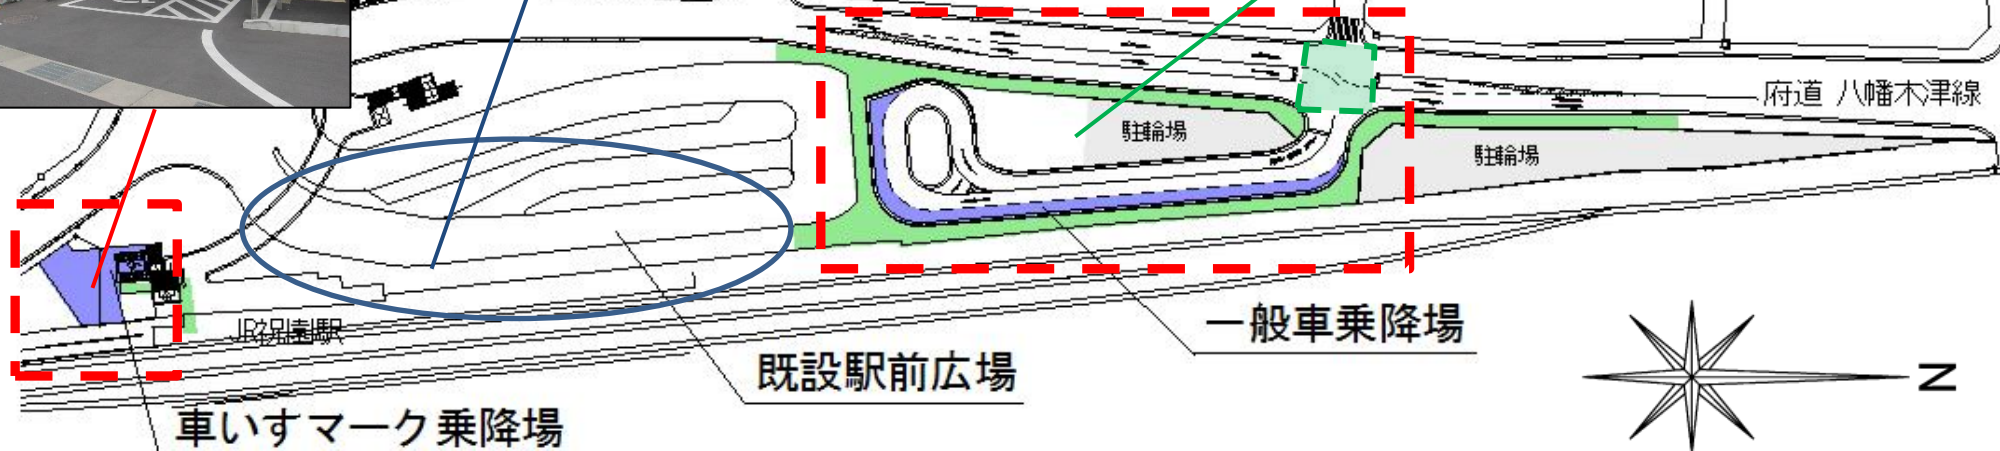 府道 八幡木津線
駐輪場
駐輪場
JR祝園駅
一般車乗降場
既設駅前広場
車いすマーク乗降場
N